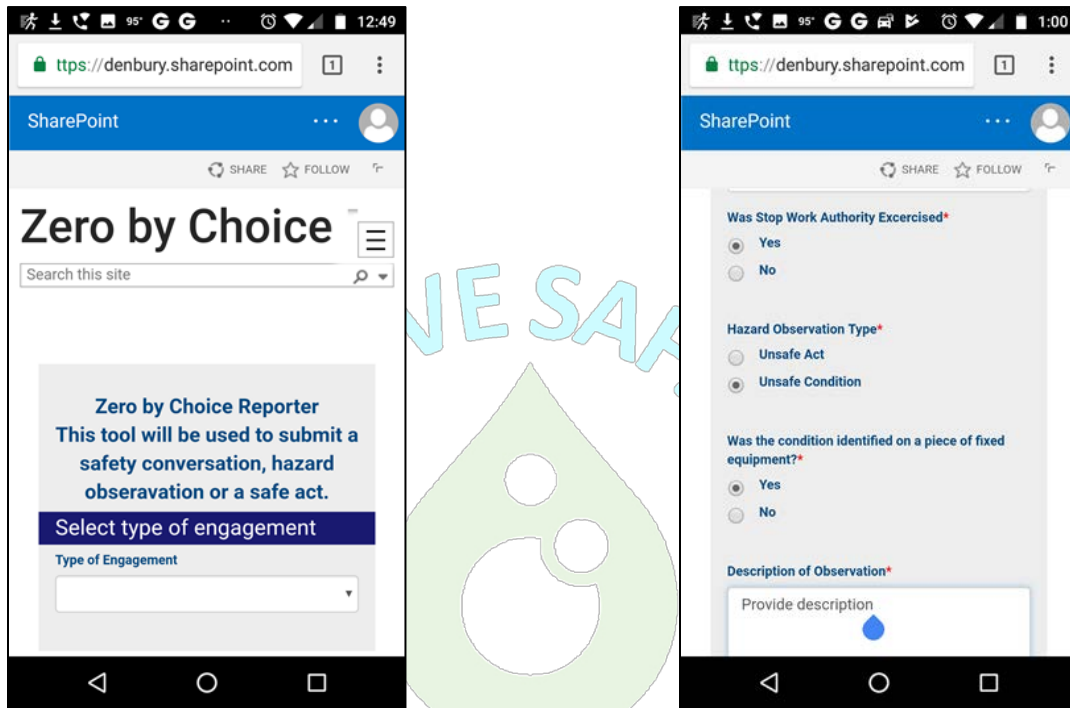 95° G G 12:49
ttps://denbury.sharepoint.com 1
SharePoint
SHARE FOLLOW
Zero by Choice
Search this site
Zero by Choice Reporter
This tool will be used to submit a
safety conversation, hazard
obseravation or a safe act.
Select type of engagement
Type of Engagement
95° G G 1:00
ttps://denbury.sharepoint.com 1
SharePoint
SHARE FOLLOW
Was Stop Work Authority Excercised*
Yes
No
Hazard Observation Type*
Unsafe Act
Unsafe Condition
Was the condition identified on a piece of fixed
equipment?*
Yes
No
Description of Observation*
Provide description